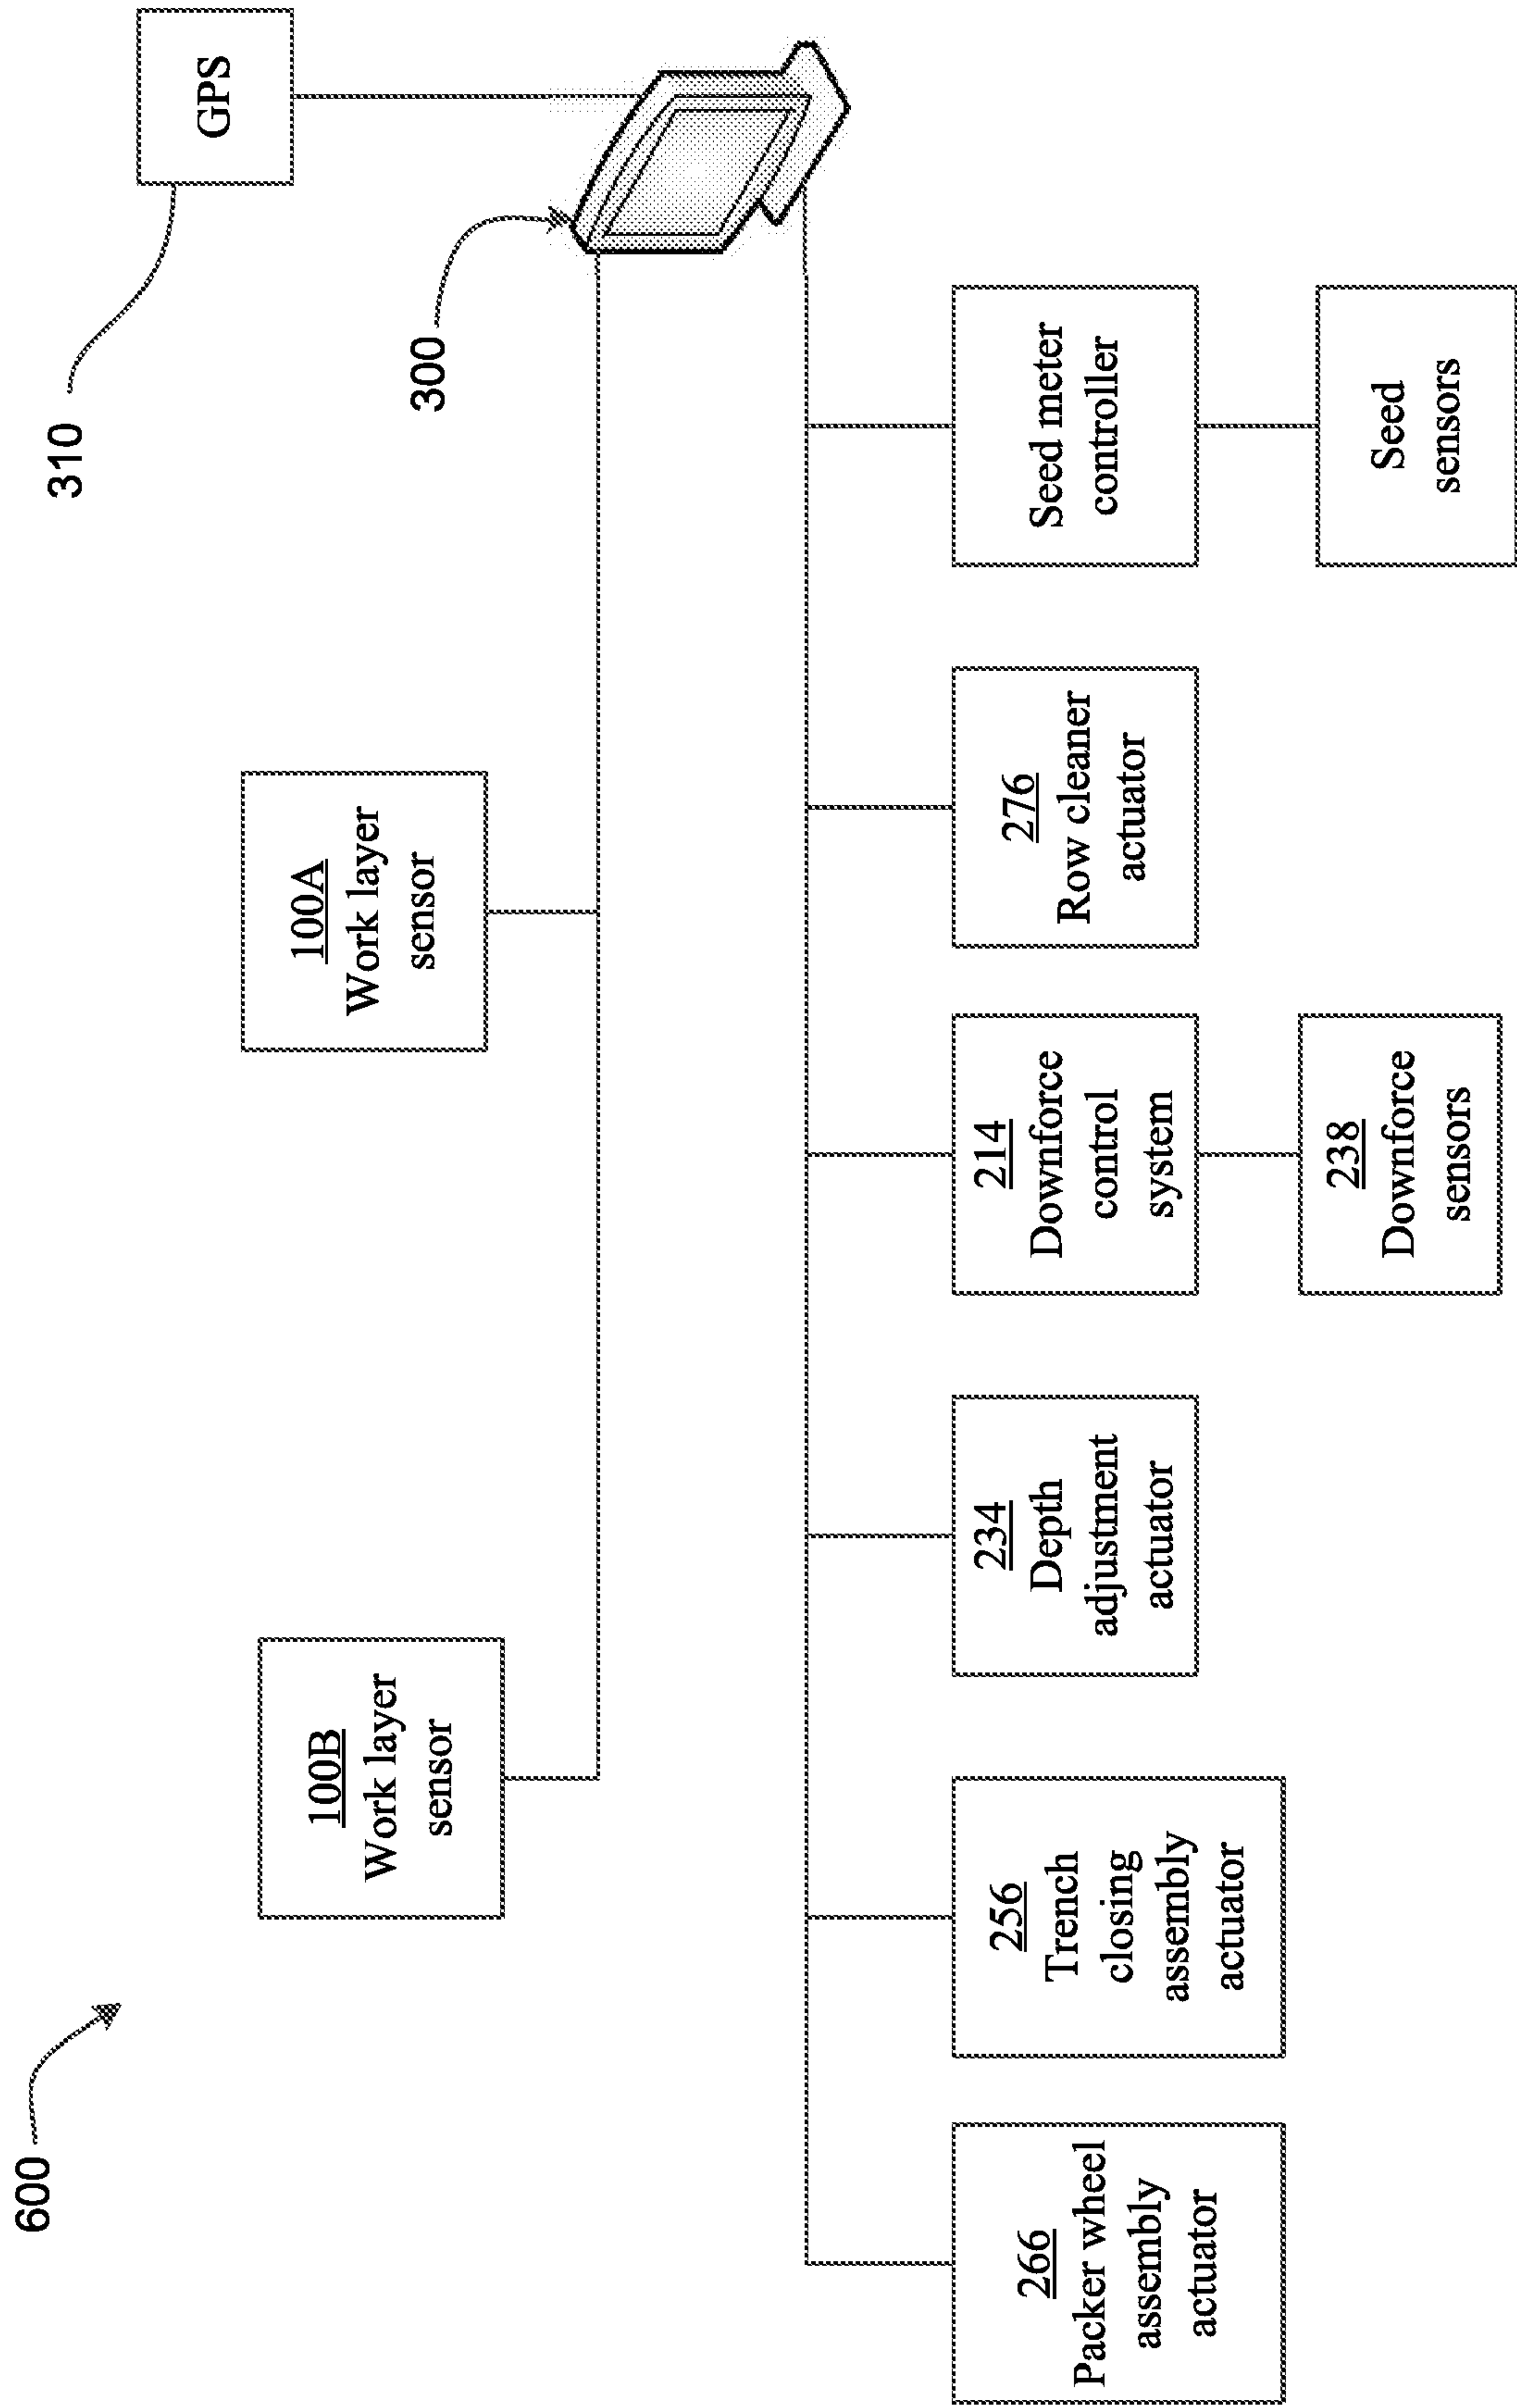 600
310
GPS
100B
Work layer
sensor
100A
Work layer
sensor
300
266
Packer wheel
assembly
actuator
256
Trench
closing
assembly
actuator
234
Depth
adjustment
actuator
214
Downforce
control
system
276
Row cleaner
actuator
Seed meter
controller
238
Downforce
sensors
Seed
sensors